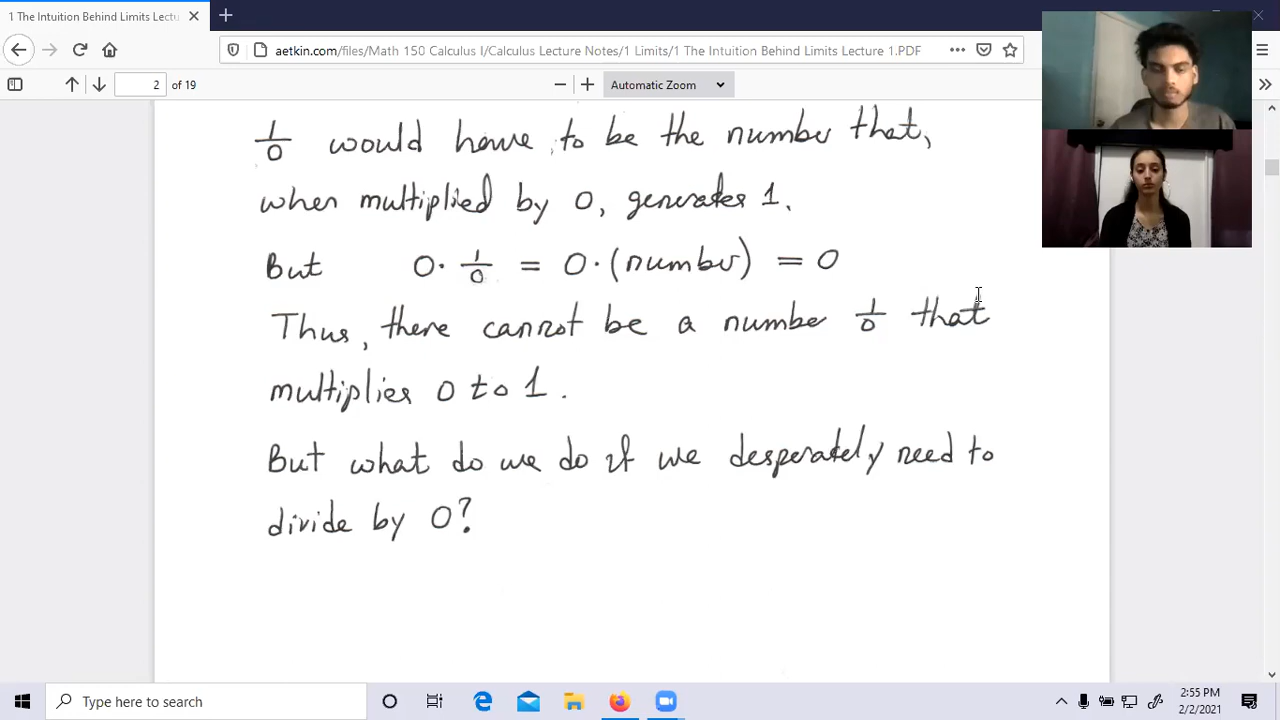 1 The Intuition Behind Limits Lectu
aetkin.com/files/Math 150 Calculus I/Calculus Lecture Notes/1 Limits/1 The Intuition Behind Limits Lecture 1.PDF
2 of 19
Automatic Zoom
1/0 would have to be the number that,
when multiplied by 0, generates 1.
But 0 · 1/0 = 0 · (number) = 0
Thus, there cannot be a number 1/0 that
multiplies 0 to 1.
But what do we do if we desperately need to
divide by 0?
Type here to search
2:55 PM
2/2/2021